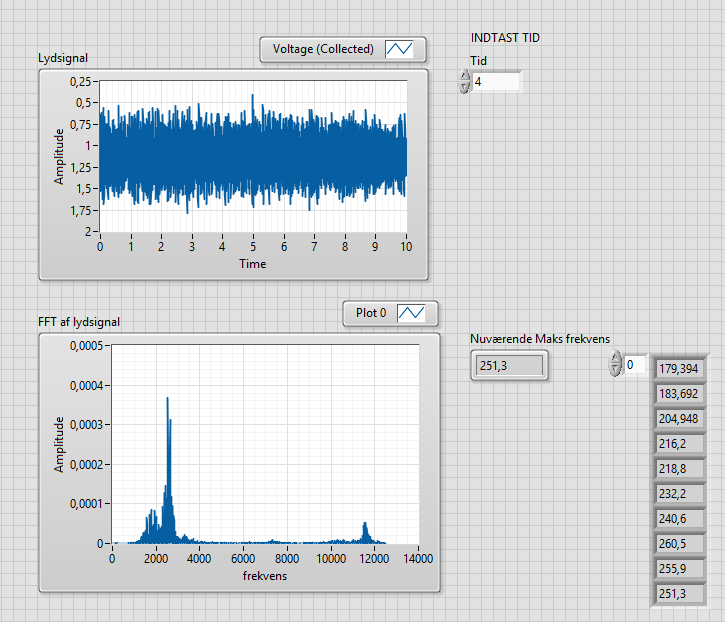 INDTAST TID
Voltage (Collected)
Lydsignal
Tid
4
Amplitude
0,25
0,5
0,75
1
1,25
1,5
1,75
2
0 1 2 3 4 5 6 7 8 9 10
Time
Plot 0
FFT af lydsignal
Amplitude
0,0005
0,0004
0,0003
0,0002
0,0001
0
0 2000 4000 6000 8000 10000 12000 14000
frekvens
Nuværende Maks frekvens
251,3
0
179,394
183,692
204,948
216,2
218,8
232,2
240,6
260,5
255,9
251,3